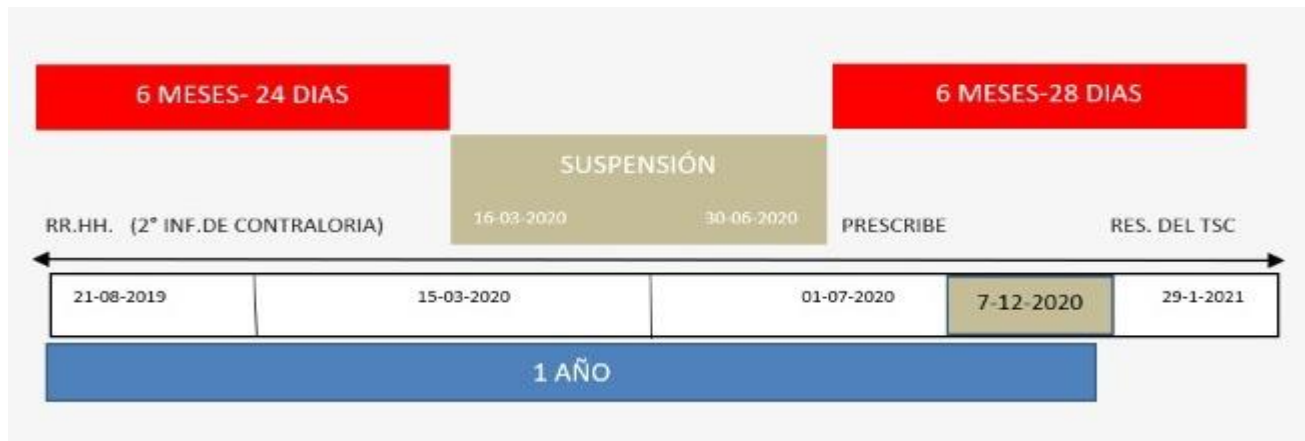 6 MESES- 24 DIAS
6 MESES-28 DIAS
SUSPENSIÓN
16-03-2020 30-06-2020
RR.HH. (2° INF.DE CONTRALORIA) PRESCRIBE RES. DEL TSC
21-08-2019 15-03-2020 01-07-2020 7-12-2020 29-1-2021
1 AÑO